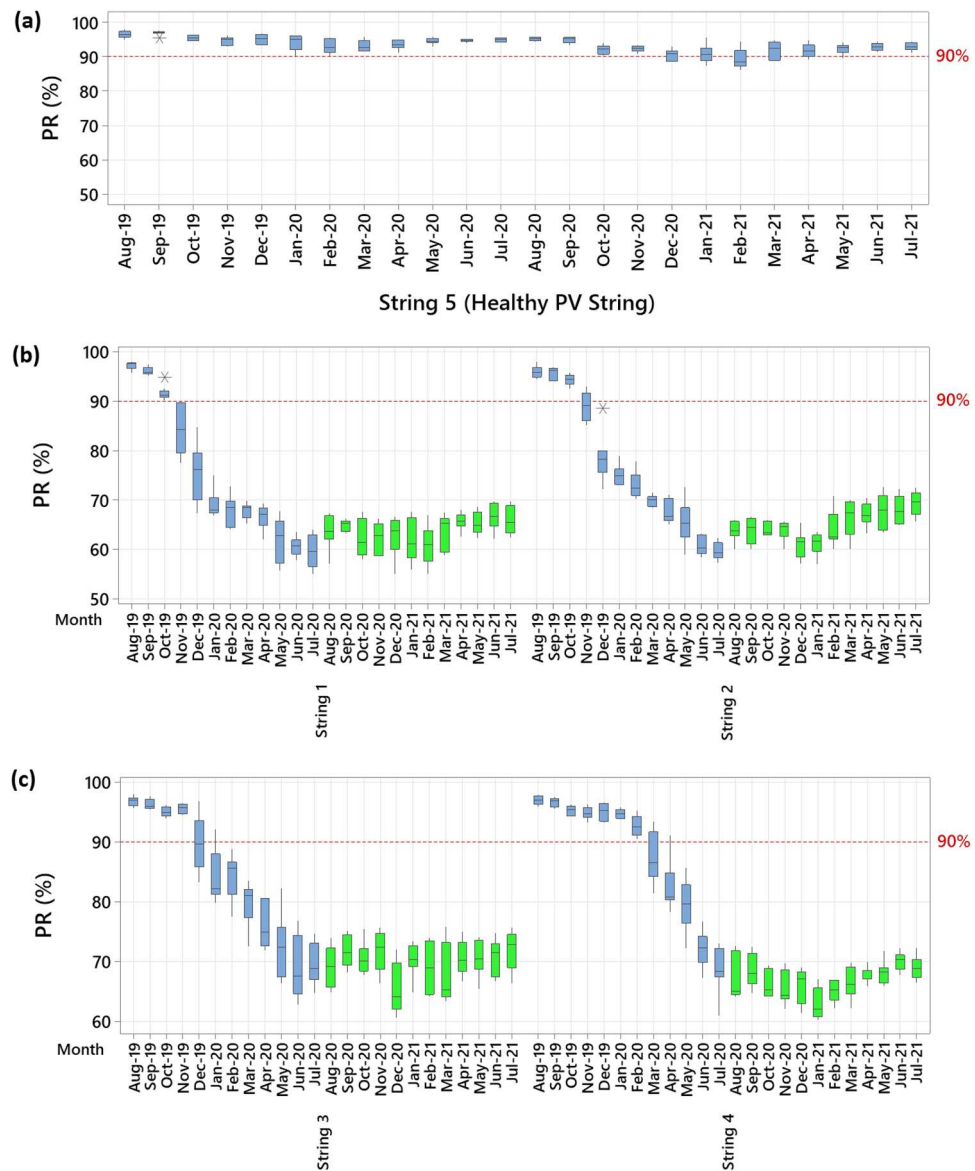 (a)
100
90
80
70
60
50
PR (%)
90%
Aug-19
Sep-19
Oct-19
Nov-19
Dec-19
Jan-20
Feb-20
Mar-20
Apr-20
May-20
Jun-20
Jul-20
Aug-20
Sep-20
Oct-20
Nov-20
Dec-20
Jan-21
Feb-21
Mar-21
Apr-21
May-21
Jun-21
Jul-21
String 5 (Healthy PV String)
(b)
100
90
80
70
60
50
PR (%)
90%
Month
Aug-19
Sep-19
Oct-19
Nov-19
Dec-19
Jan-20
Feb-20
Mar-20
Apr-20
May-20
Jun-20
Jul-20
Aug-20
Sep-20
Oct-20
Nov-20
Dec-20
Jan-21
Feb-21
Mar-21
Apr-21
May-21
Jun-21
Jul-21
String 1
Aug-19
Sep-19
Oct-19
Nov-19
Dec-19
Jan-20
Feb-20
Mar-20
Apr-20
May-20
Jun-20
Jul-20
Aug-20
Sep-20
Oct-20
Nov-20
Dec-20
Jan-21
Feb-21
Mar-21
Apr-21
May-21
Jun-21
Jul-21
String 2
(c)
100
90
80
70
60
PR (%)
90%
Month
Aug-19
Sep-19
Oct-19
Nov-19
Dec-19
Jan-20
Feb-20
Mar-20
Apr-20
May-20
Jun-20
Jul-20
Aug-20
Sep-20
Oct-20
Nov-20
Dec-20
Jan-21
Feb-21
Mar-21
Apr-21
May-21
Jun-21
Jul-21
String 3
Aug-19
Sep-19
Oct-19
Nov-19
Dec-19
Jan-20
Feb-20
Mar-20
Apr-20
May-20
Jun-20
Jul-20
Aug-20
Sep-20
Oct-20
Nov-20
Dec-20
Jan-21
Feb-21
Mar-21
Apr-21
May-21
Jun-21
Jul-21
String 4